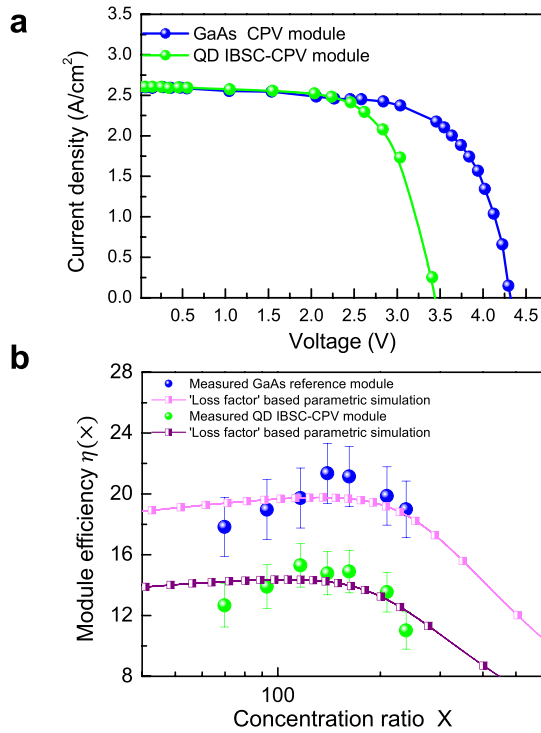 a
GaAs CPV module
QD IBSC-CPV module
Current density (A/cm²)
3.5
3.0
2.5
2.0
1.5
1.0
0.5
0.0
0.5 1.0 1.5 2.0 2.5 3.0 3.5 4.0 4.5
Voltage (V)
b
Measured GaAs reference module
'Loss factor' based parametric simulation
Measured QD IBSC-CPV module
'Loss factor' based parametric simulation
Module efficiency η(×)
28
24
20
16
12
8
100
Concentration ratio X